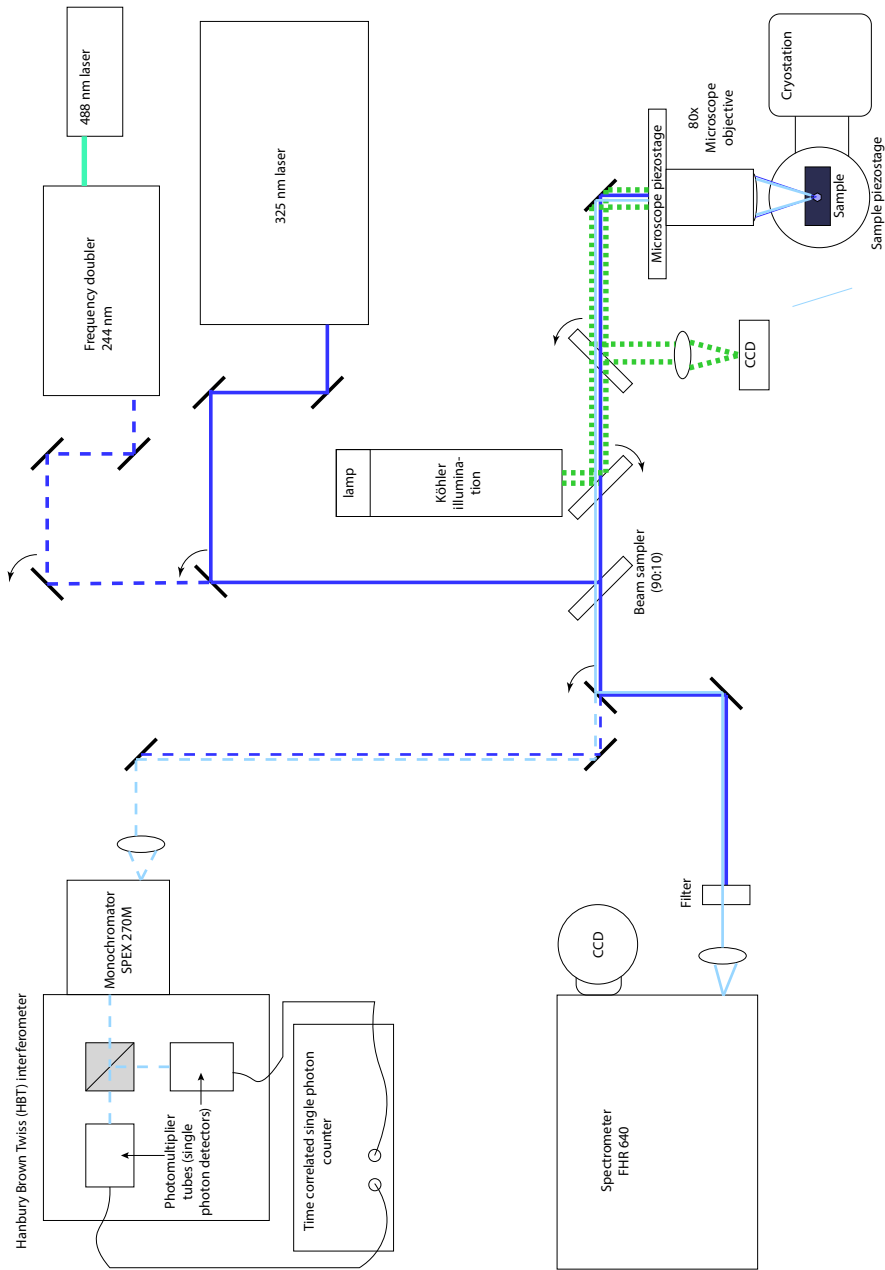 Hanbury Brown Twiss (HBT) interferometer
Photomultiplier
tubes (single
photon detectors)
Monochromator
SPEX 270M
Time correlated single photon
counter
Spectrometer
FHR 640
CCD
Filter
Frequency doubler
244 nm
488 nm laser
325 nm laser
lamp
Köhler
illumina-
tion
Beam sampler
(90:10)
CCD
Microscope piezostage
80x
Microscope
objective
Sample
Sample piezostage
Cryostation